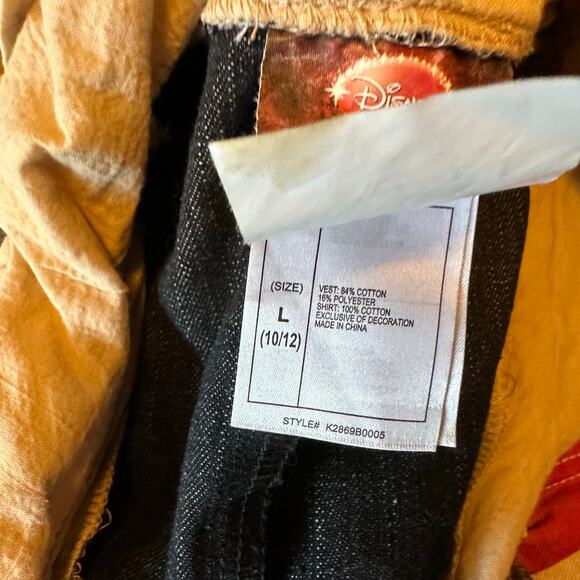 Disn
(SIZE)
L
(10/12)
VEST: 84% COTTON
16% POLYESTER
SHIRT: 100% COTTON
EXCLUSIVE OF DECORATION
MADE IN CHINA
STYLE# K2869B0005